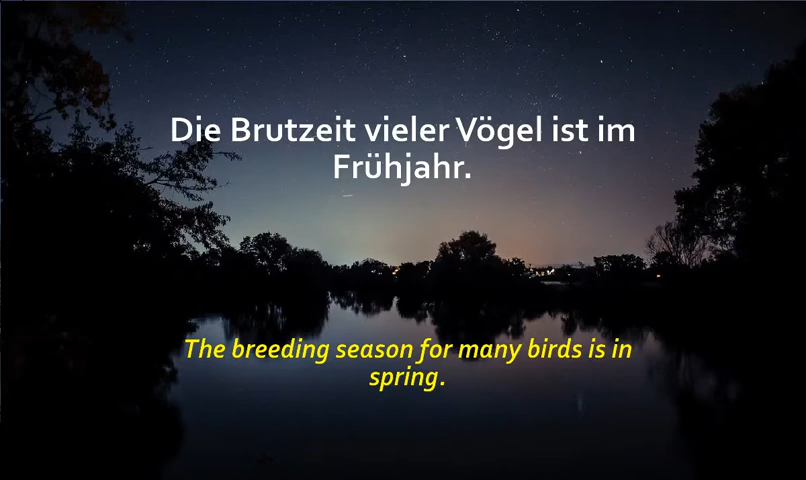 Die Brutzeit vieler Vögel ist im
Frühjahr.
The breeding season for many birds is in
spring.